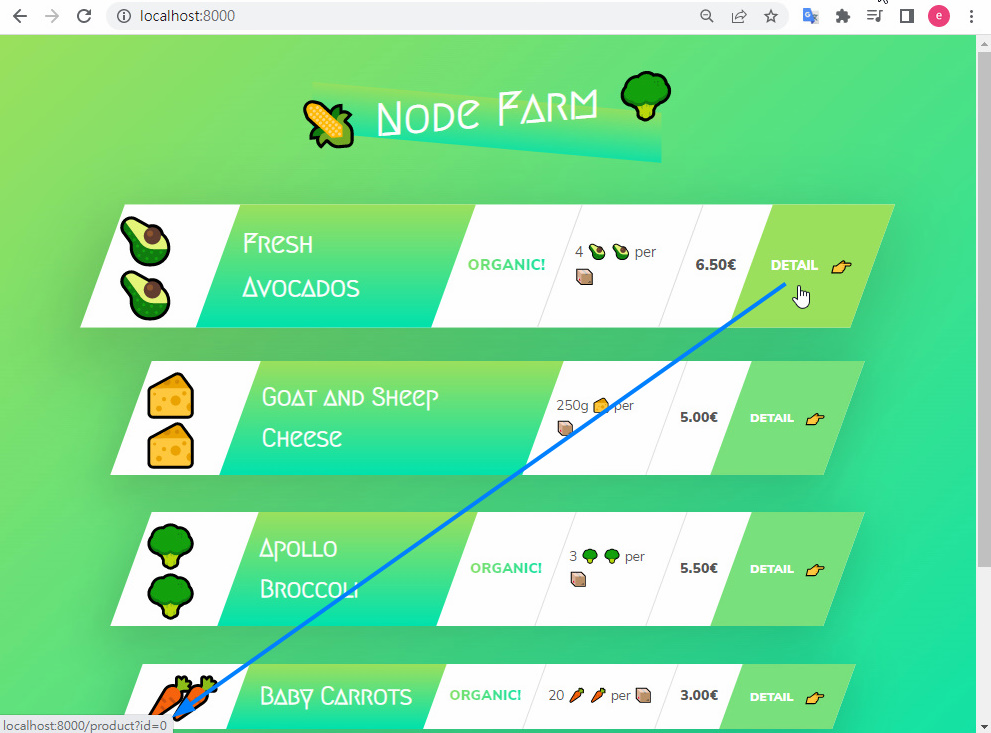 localhost:8000
e
Node Farm
Fresh
Avocados
ORGANIC!
4 🥑 🥑 per
📦
6.50€
DETAIL 👉
Goat and Sheep
Cheese
250g 🧀 per
📦
5.00€
DETAIL 👉
Apollo
Broccoli
ORGANIC!
3 🥦 🥦 per
📦
5.50€
DETAIL 👉
Baby Carrots
ORGANIC!
20 🥕 🥕 per 📦
3.00€
DETAIL 👉
localhost:8000/product?id=0